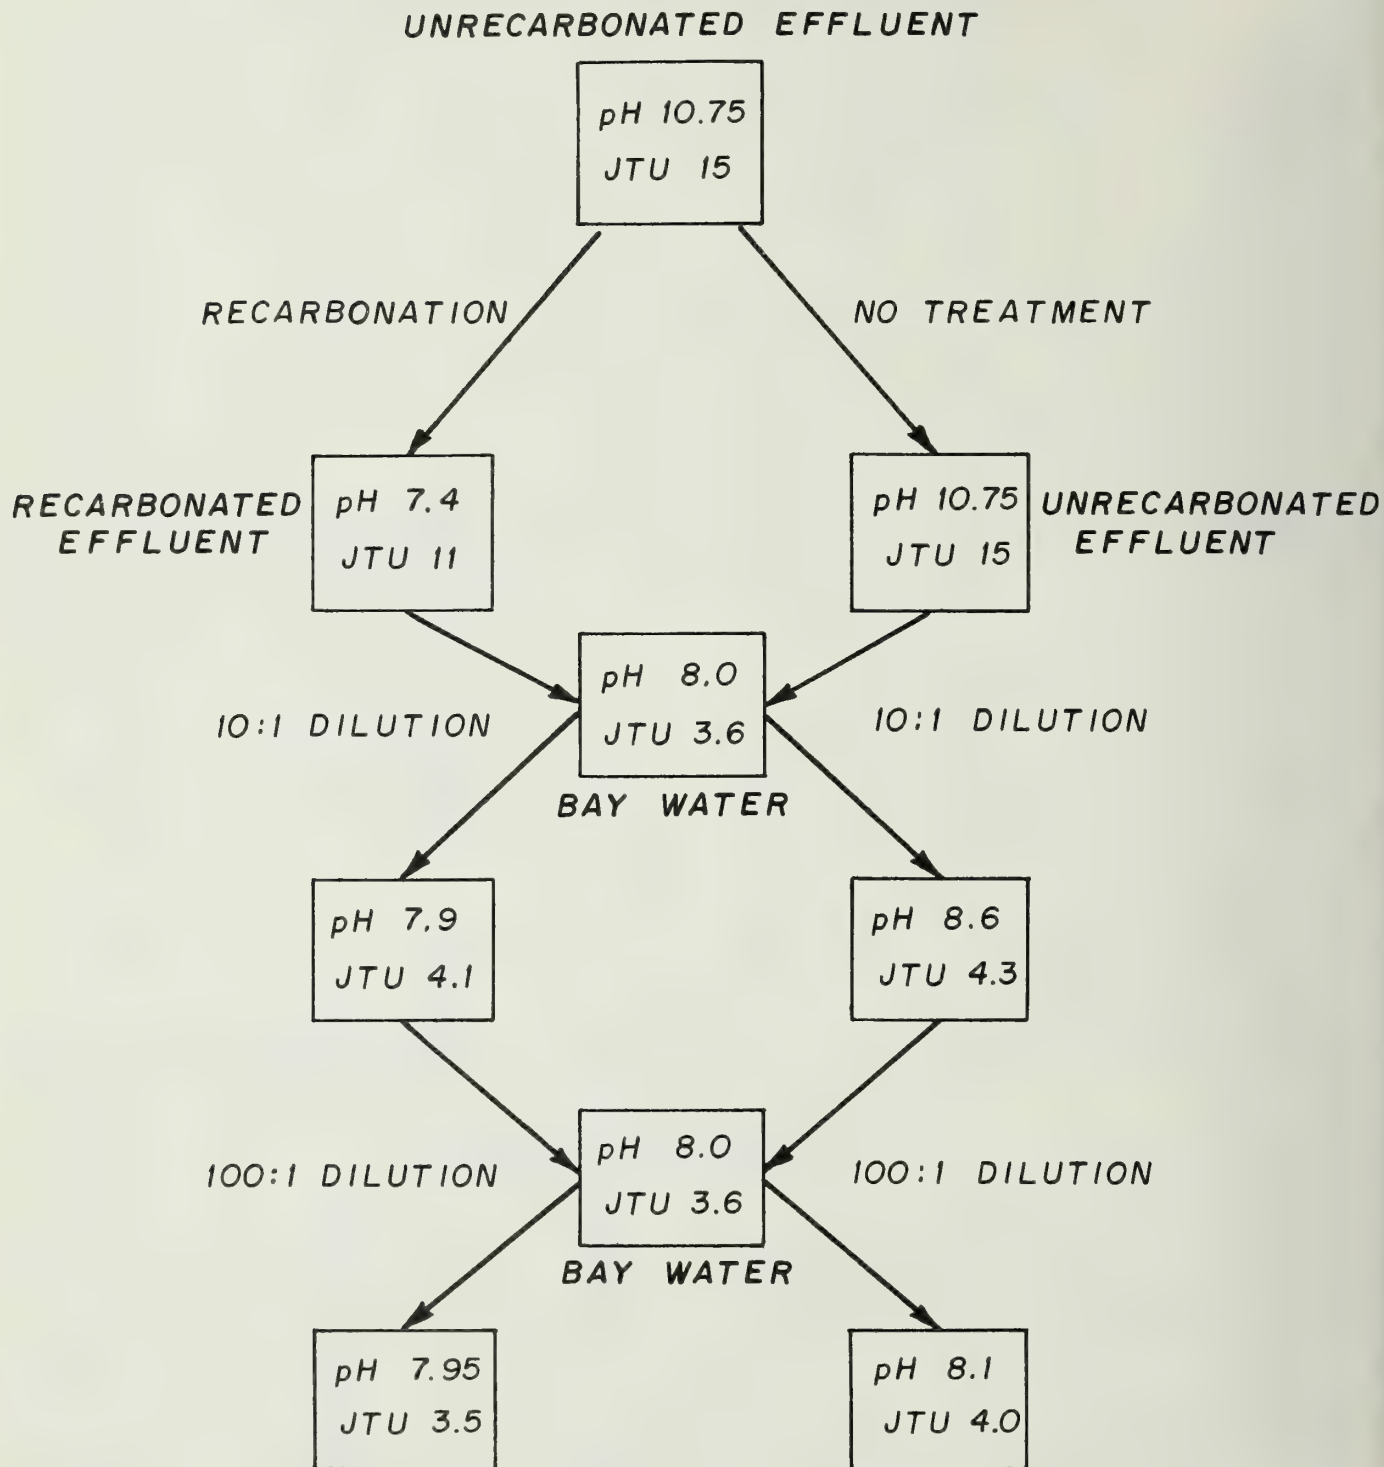 UNRECARBONATED EFFLUENT
pH 10.75
JTU 15
RECARBONATION
NO TREATMENT
RECARBONATED
EFFLUENT
pH 7.4
JTU 11
pH 10.75
JTU 15
UNRECARBONATED
EFFLUENT
pH 8.0
JTU 3.6
10:1 DILUTION
10:1 DILUTION
BAY WATER
pH 7.9
JTU 4.1
pH 8.6
JTU 4.3
pH 8.0
JTU 3.6
100:1 DILUTION
100:1 DILUTION
BAY WATER
pH 7.95
JTU 3.5
pH 8.1
JTU 4.0